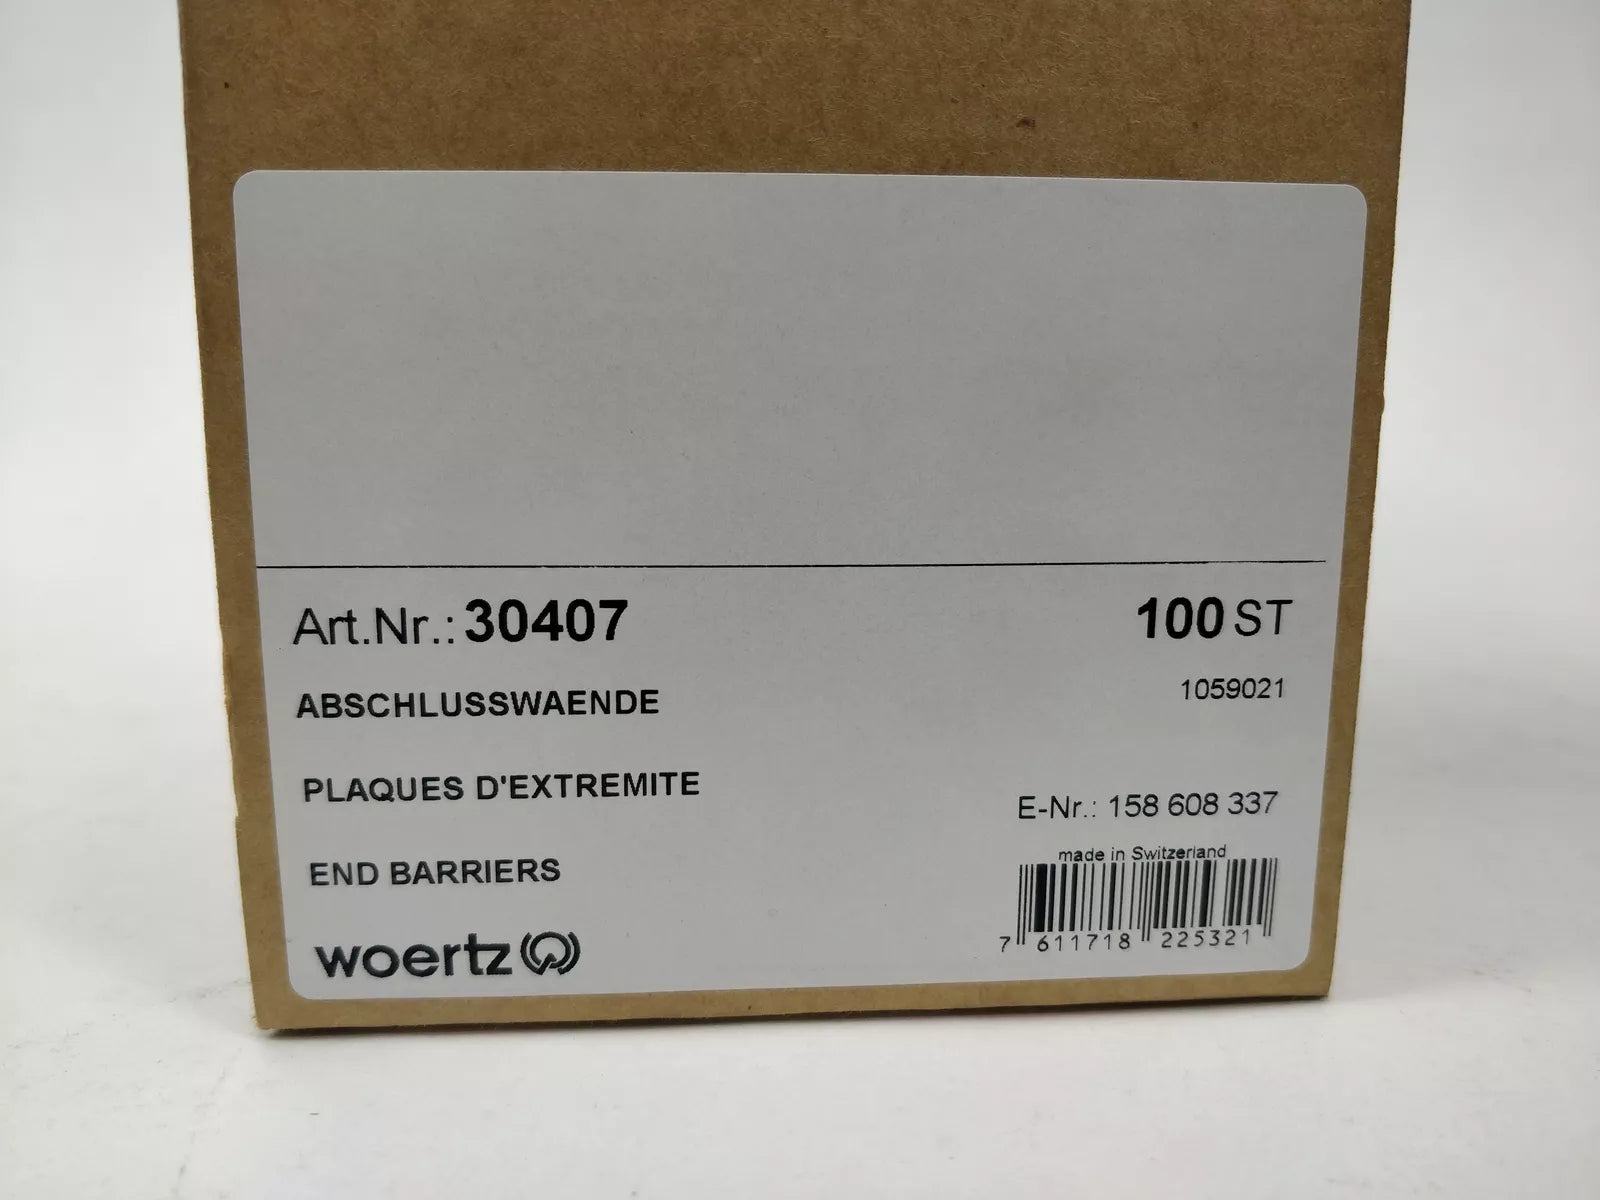 Art.Nr.: 30407 100 ST
ABSCHLUSSWAENDE 1059021
PLAQUES D'EXTREMITE
E-Nr.: 158 608 337
made in Switzerland
END BARRIERS
7 611718 225321
woertz